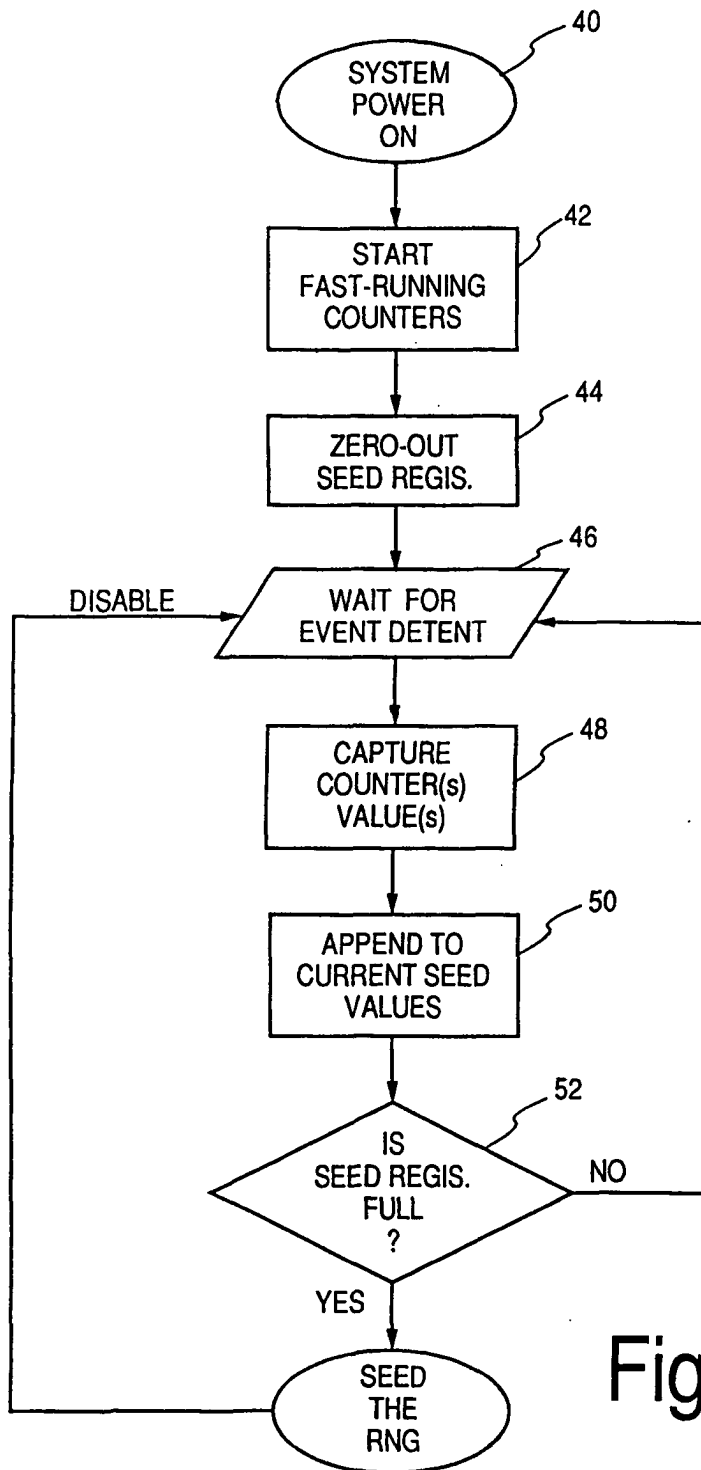 40
SYSTEM
POWER
ON
42
START
FAST-RUNNING
COUNTERS
44
ZERO-OUT
SEED REGIS.
46
DISABLE
WAIT FOR
EVENT DETENT
48
CAPTURE
COUNTER(s)
VALUE(s)
50
APPEND TO
CURRENT SEED
VALUES
52
IS
SEED REGIS.
FULL
?
NO
YES
SEED
THE
RNG
Fig